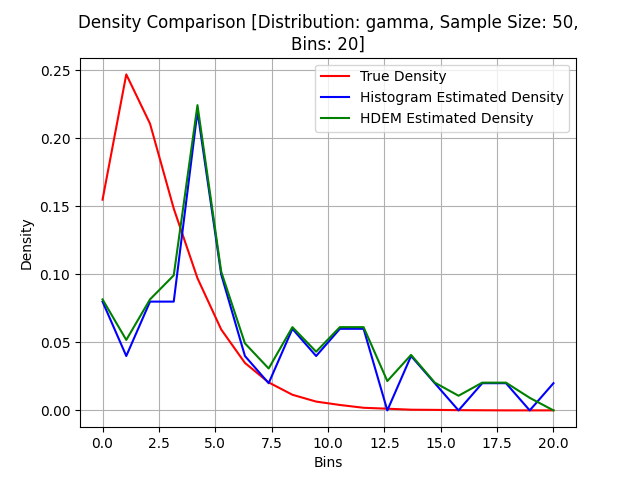 Density Comparison [Distribution: gamma, Sample Size: 50,
Bins: 20]
True Density
Histogram Estimated Density
HDEM Estimated Density
Density
0.25
0.20
0.15
0.10
0.05
0.00
0.0 2.5 5.0 7.5 10.0 12.5 15.0 17.5 20.0
Bins